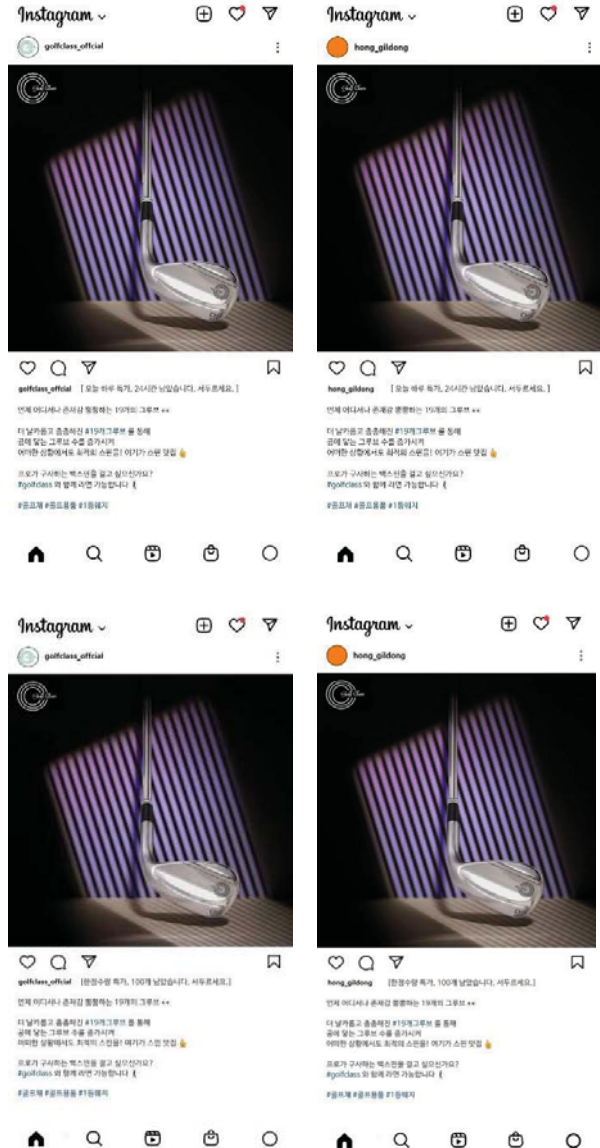 Instagram
golfclass_offcial
golfclass_offcial [ 오늘 하루 특가, 24시간 남았습니다. 서두르세요. ]
언제 어디서나 존재감 뿜뿜하는 19개의 그루브
더 날카롭고 촘촘해진 #19개그루브 를 통해
공에 닿는 그루브 수를 증가시켜
어떠한 상황에서도 최적의 스핀을! 여기가 스핀 맛집
프로가 구사하는 백스핀을 걸고 싶으신가요?
#golfclass 와 함께 라면 가능합니다
#골프채 #골프용품 #1등웨지
Instagram
hong_gildong
hong_gildong [ 오늘 하루 특가, 24시간 남았습니다. 서두르세요. ]
언제 어디서나 존재감 뿜뿜하는 19개의 그루브
더 날카롭고 촘촘해진 #19개그루브 를 통해
공에 닿는 그루브 수를 증가시켜
어떠한 상황에서도 최적의 스핀을! 여기가 스핀 맛집
프로가 구사하는 백스핀을 걸고 싶으신가요?
#golfclass 와 함께 라면 가능합니다
#골프채 #골프용품 #1등웨지
Instagram
golfclass_offcial
golfclass_offcial [한정수량 특가, 100개 남았습니다. 서두르세요.]
언제 어디서나 존재감 뿜뿜하는 19개의 그루브
더 날카롭고 촘촘해진 #19개그루브 를 통해
공에 닿는 그루브 수를 증가시켜
어떠한 상황에서도 최적의 스핀을! 여기가 스핀 맛집
프로가 구사하는 백스핀을 걸고 싶으신가요?
#golfclass 와 함께 라면 가능합니다
#골프채 #골프용품 #1등웨지
Instagram
hong_gildong
hong_gildong [한정수량 특가, 100개 남았습니다. 서두르세요.]
언제 어디서나 존재감 뿜뿜하는 19개의 그루브
더 날카롭고 촘촘해진 #19개그루브 를 통해
공에 닿는 그루브 수를 증가시켜
어떠한 상황에서도 최적의 스핀을! 여기가 스핀 맛집
프로가 구사하는 백스핀을 걸고 싶으신가요?
#golfclass 와 함께 라면 가능합니다
#골프채 #골프용품 #1등웨지